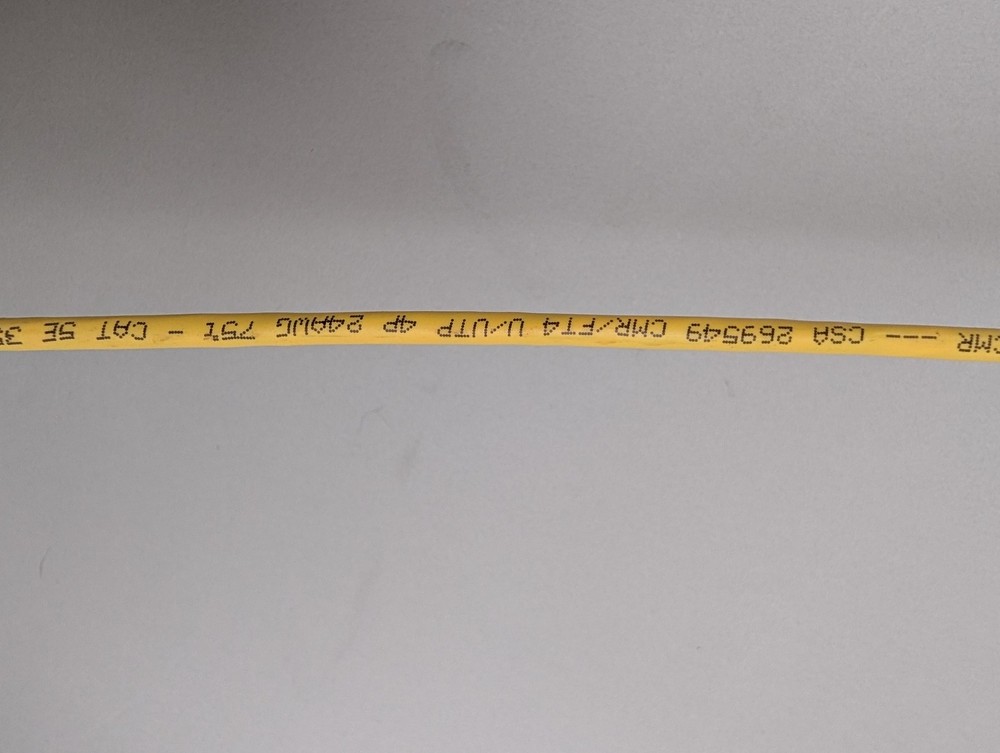 CMR --- CSA 269549 CMR/FT4 U/UTP 4P 24AWG 75℃ - CAT 5E